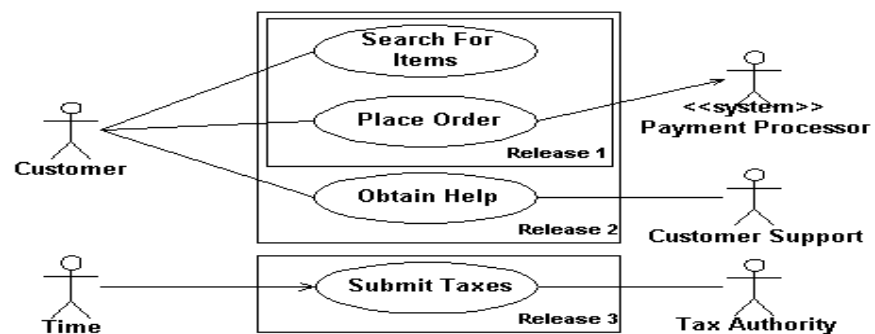 Search For
Items
<<system>>
Payment Processor
Place Order
Release 1
Customer
Obtain Help
Release 2
Customer Support
Submit Taxes
Release 3
Time
Tax Authority